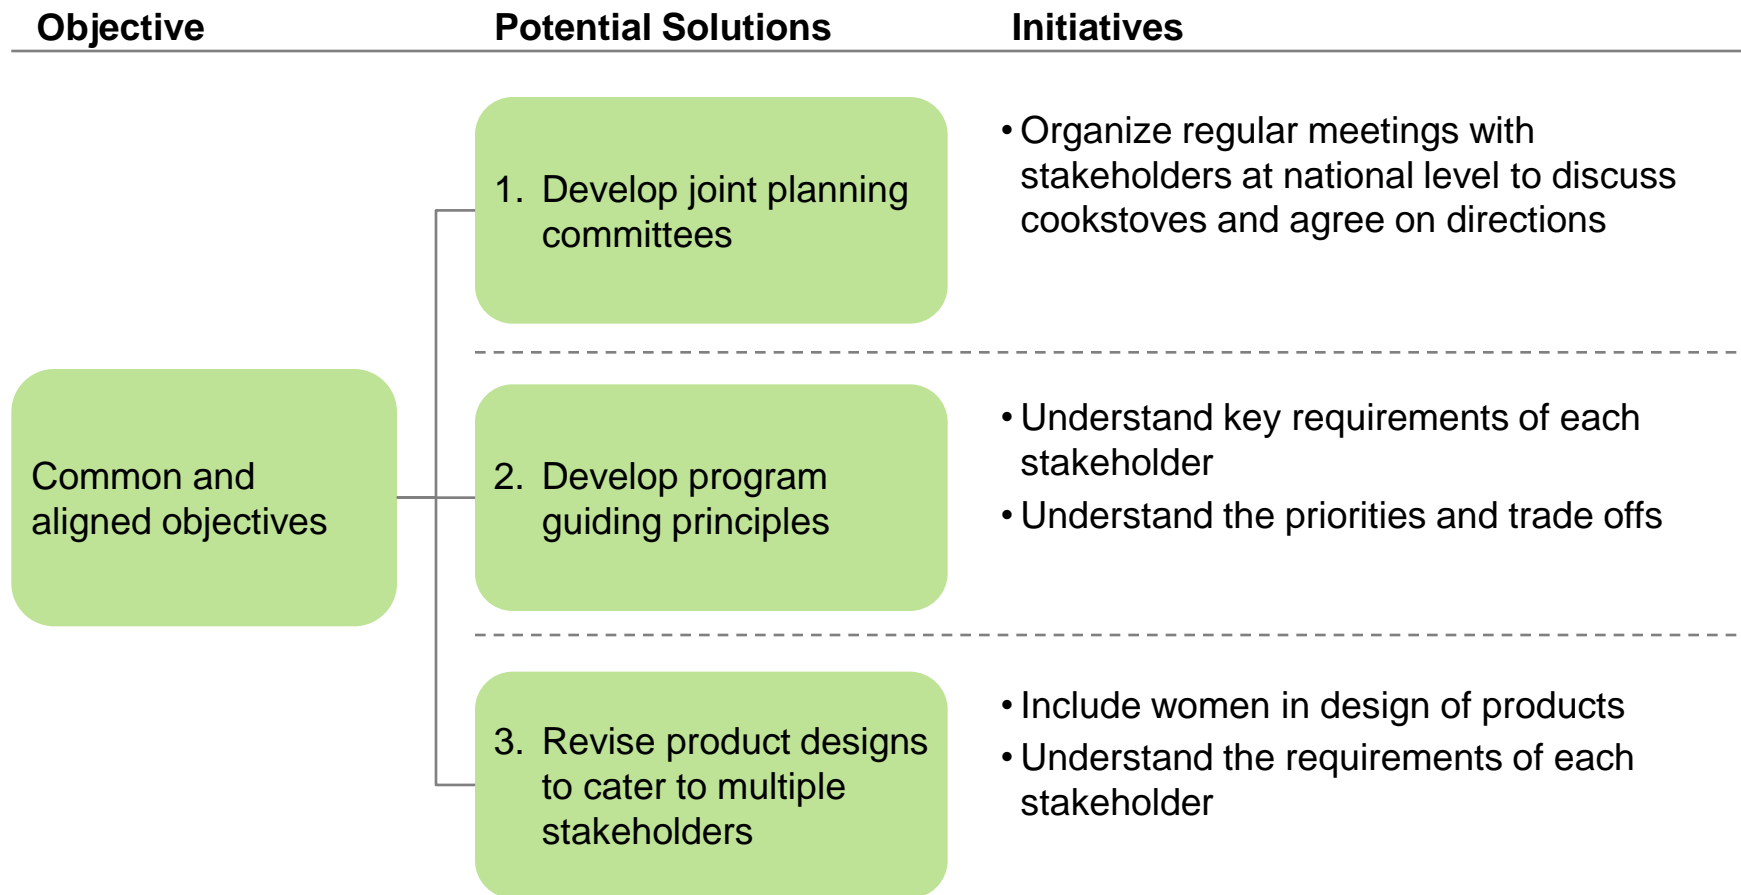 Objective
Potential Solutions
Initiatives
Common and
aligned objectives
1. Develop joint planning
committees
• Organize regular meetings with
stakeholders at national level to discuss
cookstoves and agree on directions
2. Develop program
guiding principles
• Understand key requirements of each
stakeholder
• Understand the priorities and trade offs
3. Revise product designs
to cater to multiple
stakeholders
• Include women in design of products
• Understand the requirements of each
stakeholder